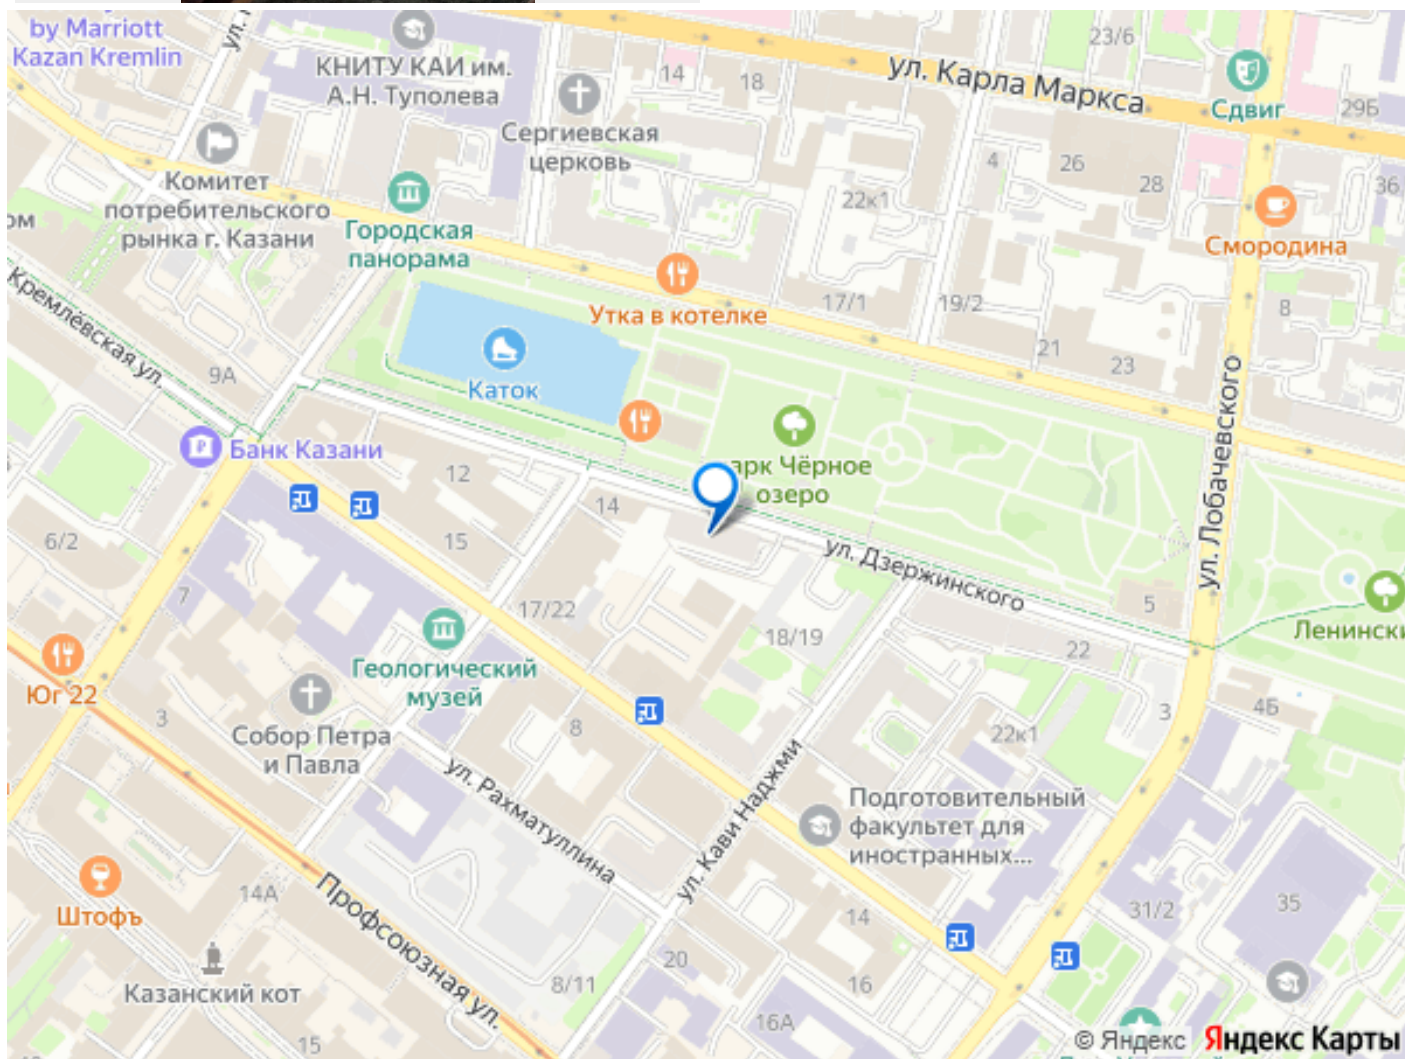 by Marriott
Kazan Kremlin
КНИТУ КАИ им.
А.Н. Туполева
14
18
ул. Карла Маркса
23/6
Сдвиг
29Б
Сергиевская
церковь
4
26
28
36
Комитет
потребительского
рынка г. Казани
Городская
панорама
22к1
Смородина
Кремлёвская ул.
Утка в котелке
17/1
19/2
8
21
23
9А
Каток
Банк Казани
12
арк Чёрное
озеро
ул. Лобачевского
14
15
6/2
ул. Дзержинского
7
17/22
18/19
5
22
Ленински
Геологический
музей
Юг 22
3
Собор Петра
и Павла
8
22к1
3
4Б
ул. Рахматуллина
ул. Кави Наджми
Подготовительный
факультет для
иностранных...
14А
Штофъ
Профсоюзная ул.
14
31/2
35
Казанский кот
8/11
20
16
16А
15
© Яндекс Яндекс Карты